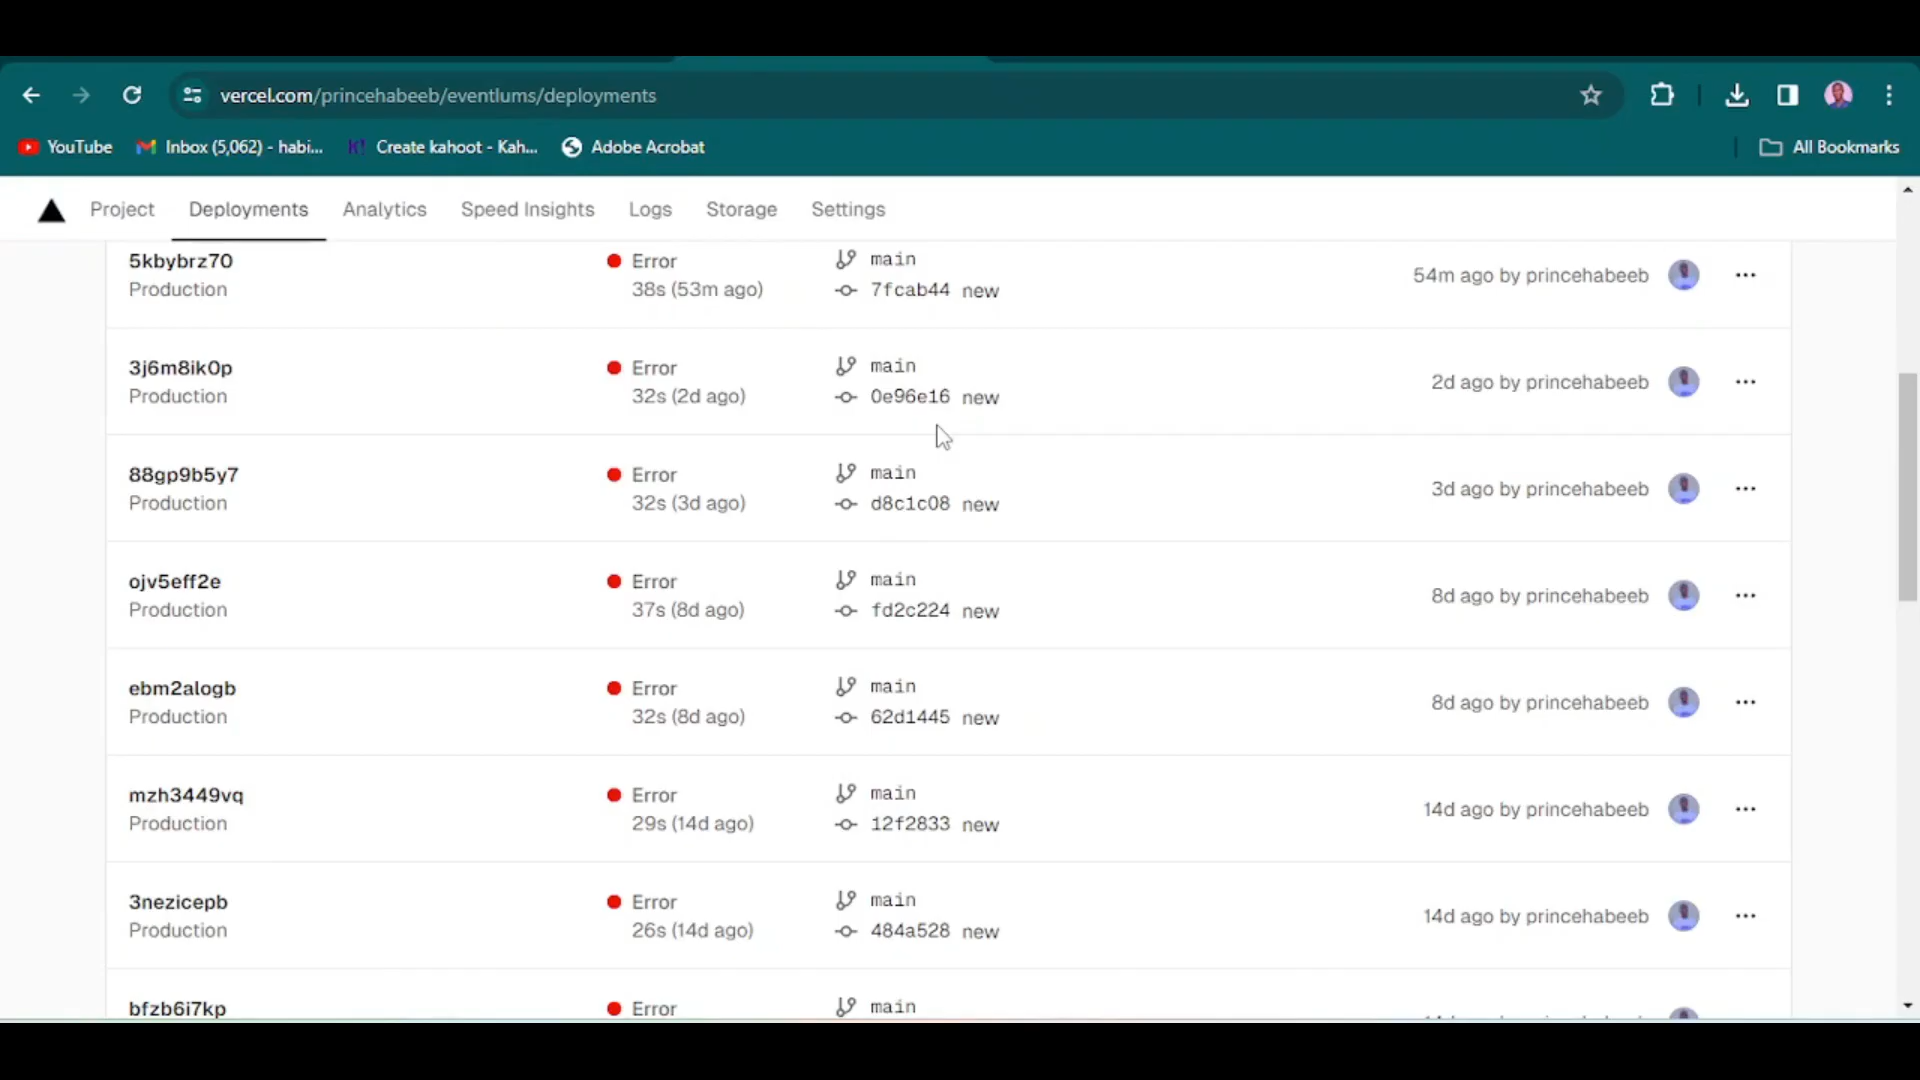 vercel.com/princehabeeb/eventlums/deployments
YouTube Inbox (5,062) - habi... Create kahoot - Kah... Adobe Acrobat All Bookmarks
Project Deployments Analytics Speed Insights Logs Storage Settings
5kbybrz70 Error main 54m ago by princehabeeb
Production 38s (53m ago) 7fcab44 new
3j6m8ik0p Error main 2d ago by princehabeeb
Production 32s (2d ago) 0e96e16 new
88gp9b5y7 Error main 3d ago by princehabeeb
Production 32s (3d ago) d8c1c08 new
ojv5eff2e Error main 8d ago by princehabeeb
Production 37s (8d ago) fd2c224 new
ebm2alogb Error main 8d ago by princehabeeb
Production 32s (8d ago) 62d1445 new
mzh3449vq Error main 14d ago by princehabeeb
Production 29s (14d ago) 12f2833 new
3nezicepb Error main 14d ago by princehabeeb
Production 26s (14d ago) 484a528 new
bfzb6i7kp Error main